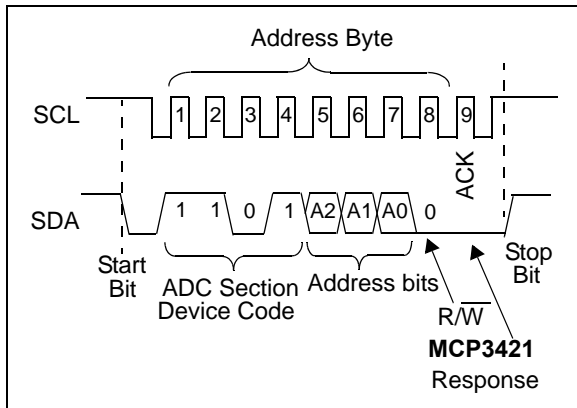 Address Byte
SCL
1 2 3 4 5 6 7 8 9
ACK
SDA
1 1 0 1 A2 A1 A0 0
Start
Bit
ADC Section
Device Code
Address bits
Stop
Bit
R/W̅
MCP3421
Response